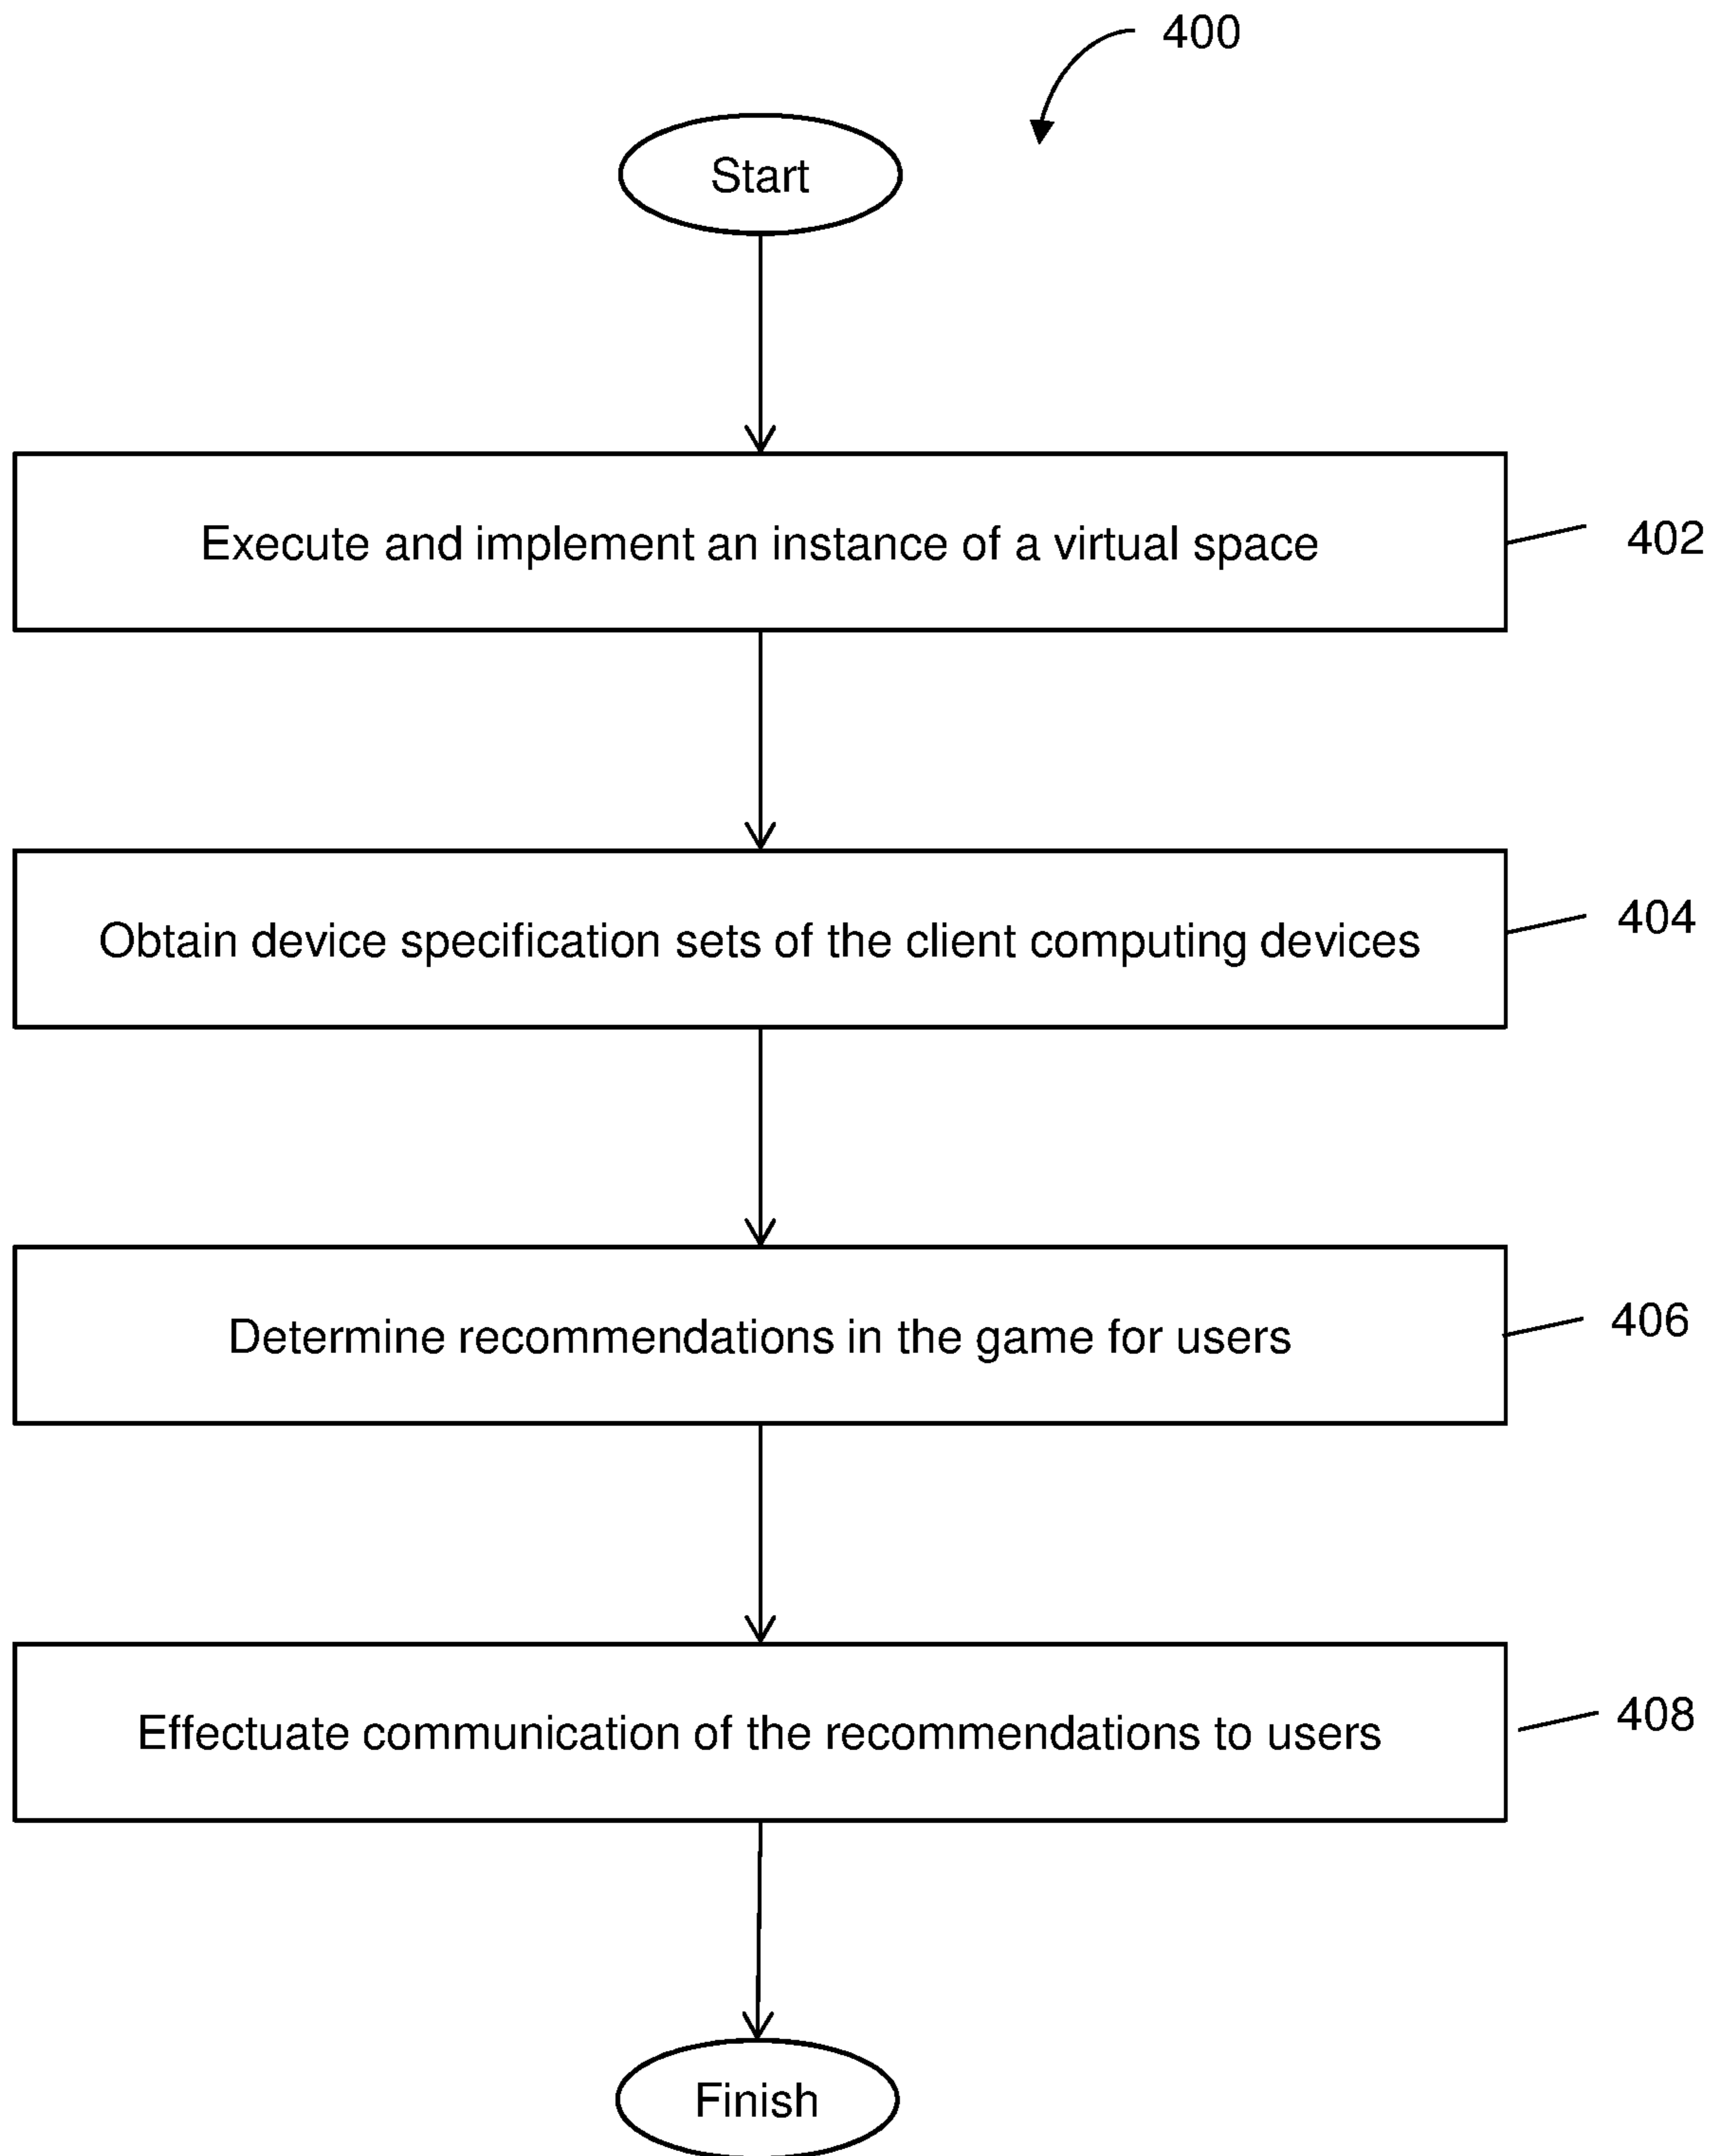 400
Start
Execute and implement an instance of a virtual space
402
Obtain device specification sets of the client computing devices
404
Determine recommendations in the game for users
406
Effectuate communication of the recommendations to users
408
Finish